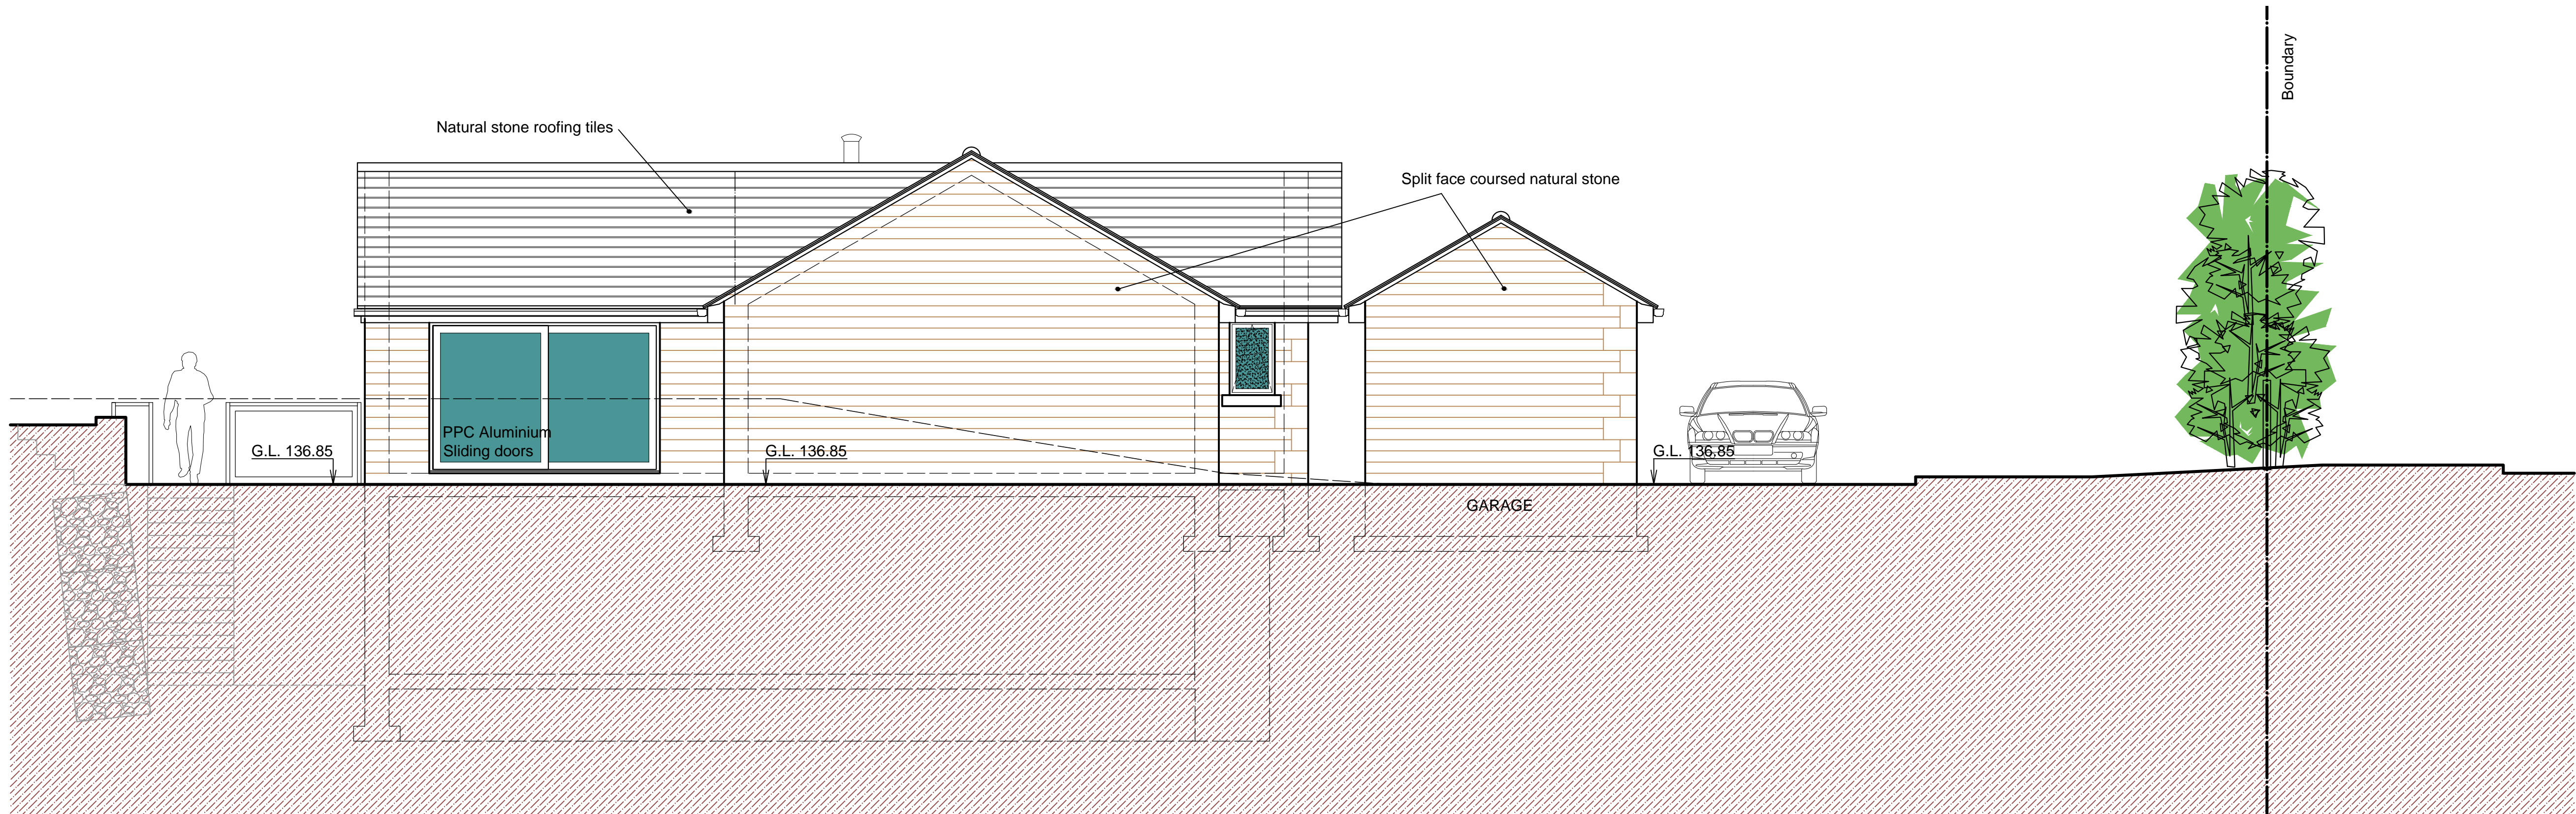 Boundary
Natural stone roofing tiles
Split face coursed natural stone
PPC Aluminium
Sliding doors
G.L. 136.85
G.L. 136.85
G.L. 136.85
GARAGE